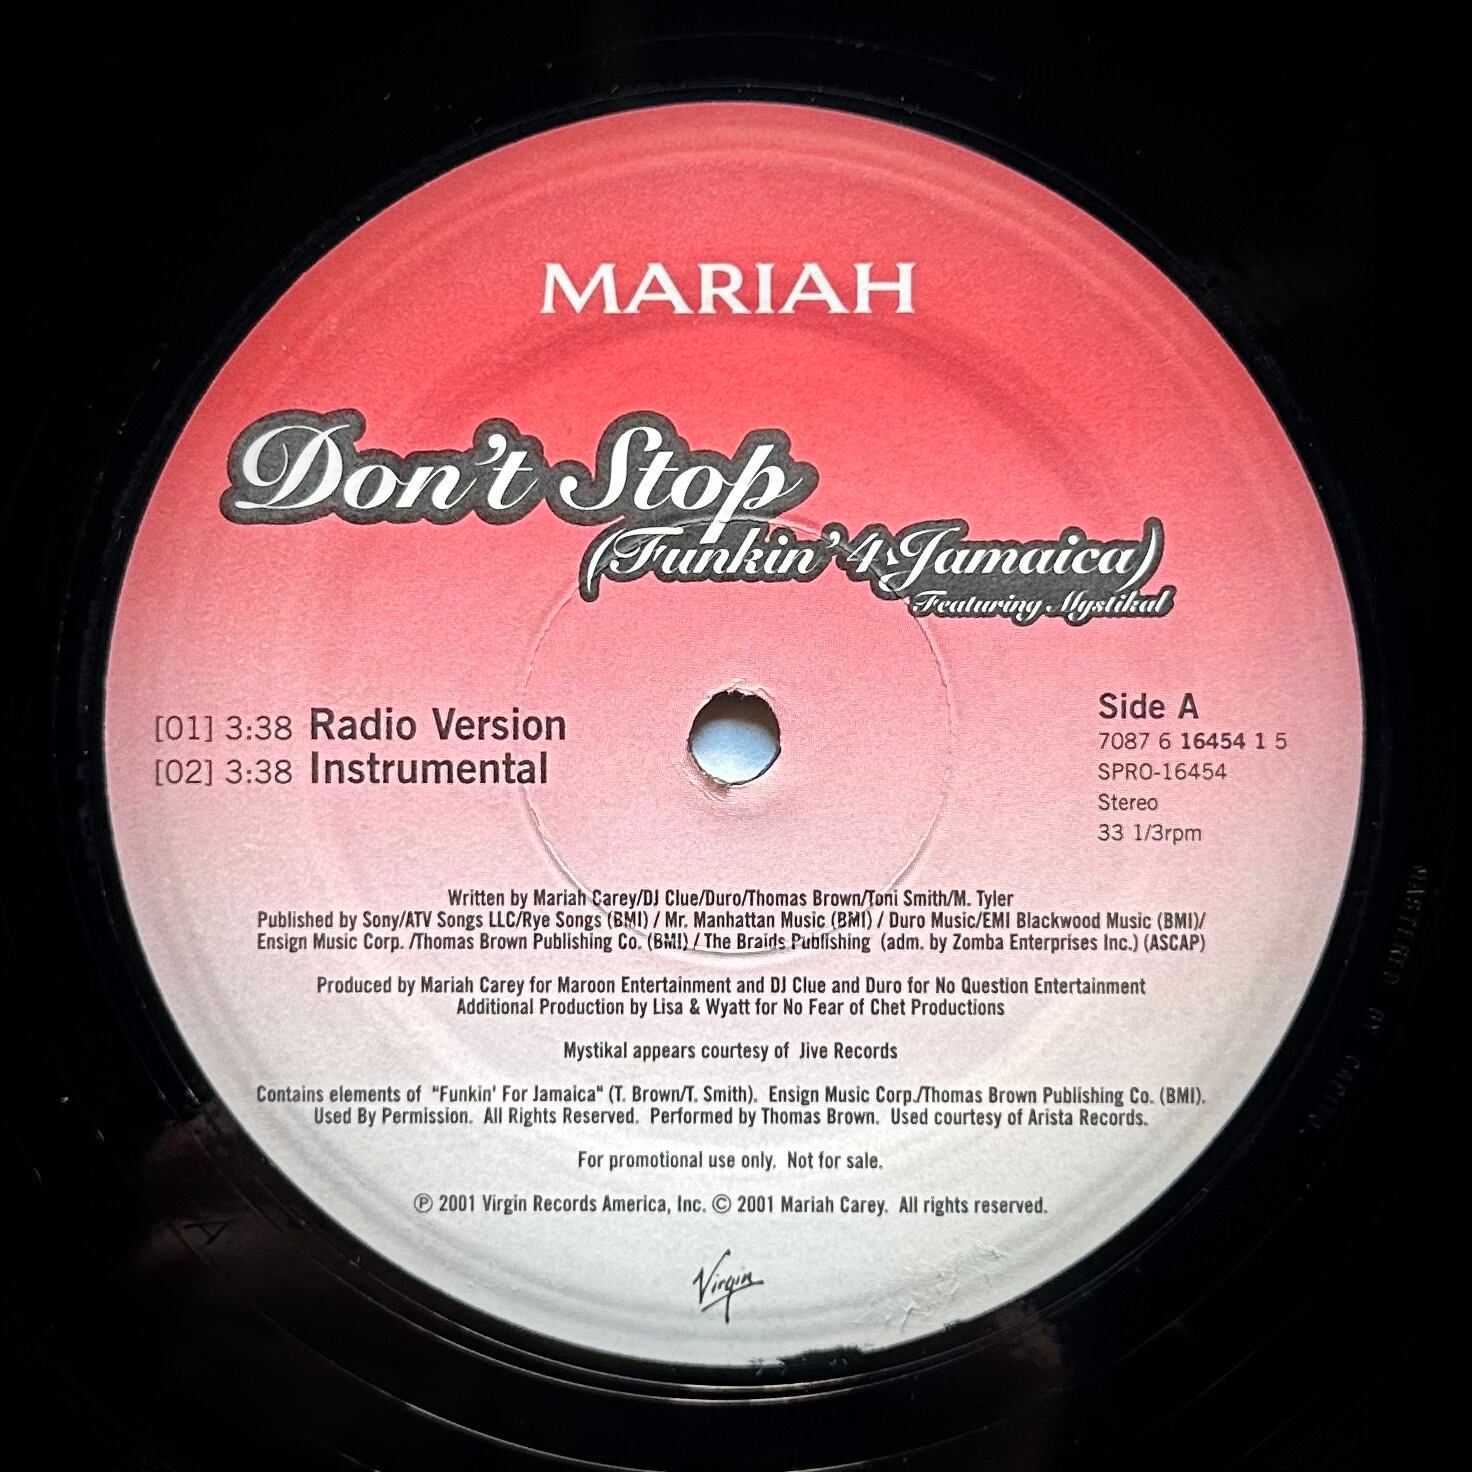 MARIAH
Don't Stop
(Funkin' 4 Jamaica)
Featuring Mystikal
[01] 3:38 Radio Version
[02] 3:38 Instrumental
Side A
7087 6 16454 1 5
SPRO-16454
Stereo
33 1/3rpm
Written by Mariah Carey/DJ Clue/Duro/Thomas Brown/Toni Smith/M. Tyler
Published by Sony/ATV Songs LLC/Rye Songs (BMI) / Mr. Manhattan Music (BMI) / Duro Music/EMI Blackwood Music (BMI)/
Ensign Music Corp. /Thomas Brown Publishing Co. (BMI) / The Braids Publishing (adm. by Zomba Enterprises Inc.) (ASCAP)
Produced by Mariah Carey for Maroon Entertainment and DJ Clue and Duro for No Question Entertainment
Additional Production by Lisa & Wyatt for No Fear of Chet Productions
Mystikal appears courtesy of Jive Records
Contains elements of "Funkin' For Jamaica" (T. Brown/T. Smith). Ensign Music Corp./Thomas Brown Publishing Co. (BMI).
Used By Permission. All Rights Reserved. Performed by Thomas Brown. Used courtesy of Arista Records.
For promotional use only. Not for sale.
℗ 2001 Virgin Records America, Inc. © 2001 Mariah Carey. All rights reserved.
Virgin
MASTERED BY